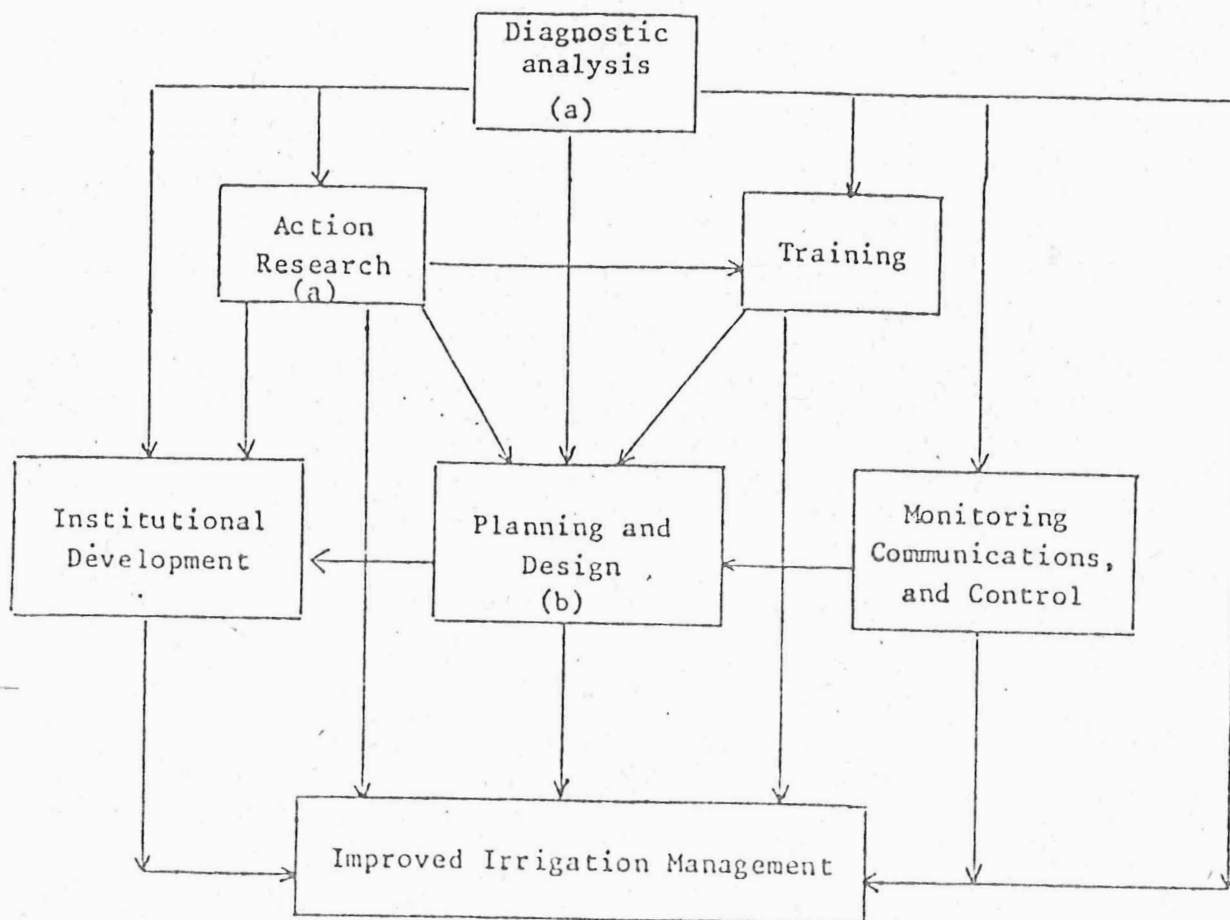 Diagnostic
analysis
(a)
Action
Research
(a)
Training
Institutional
Development
Planning and
Design
(b)
Monitoring
Communications,
and Control
Improved Irrigation Management